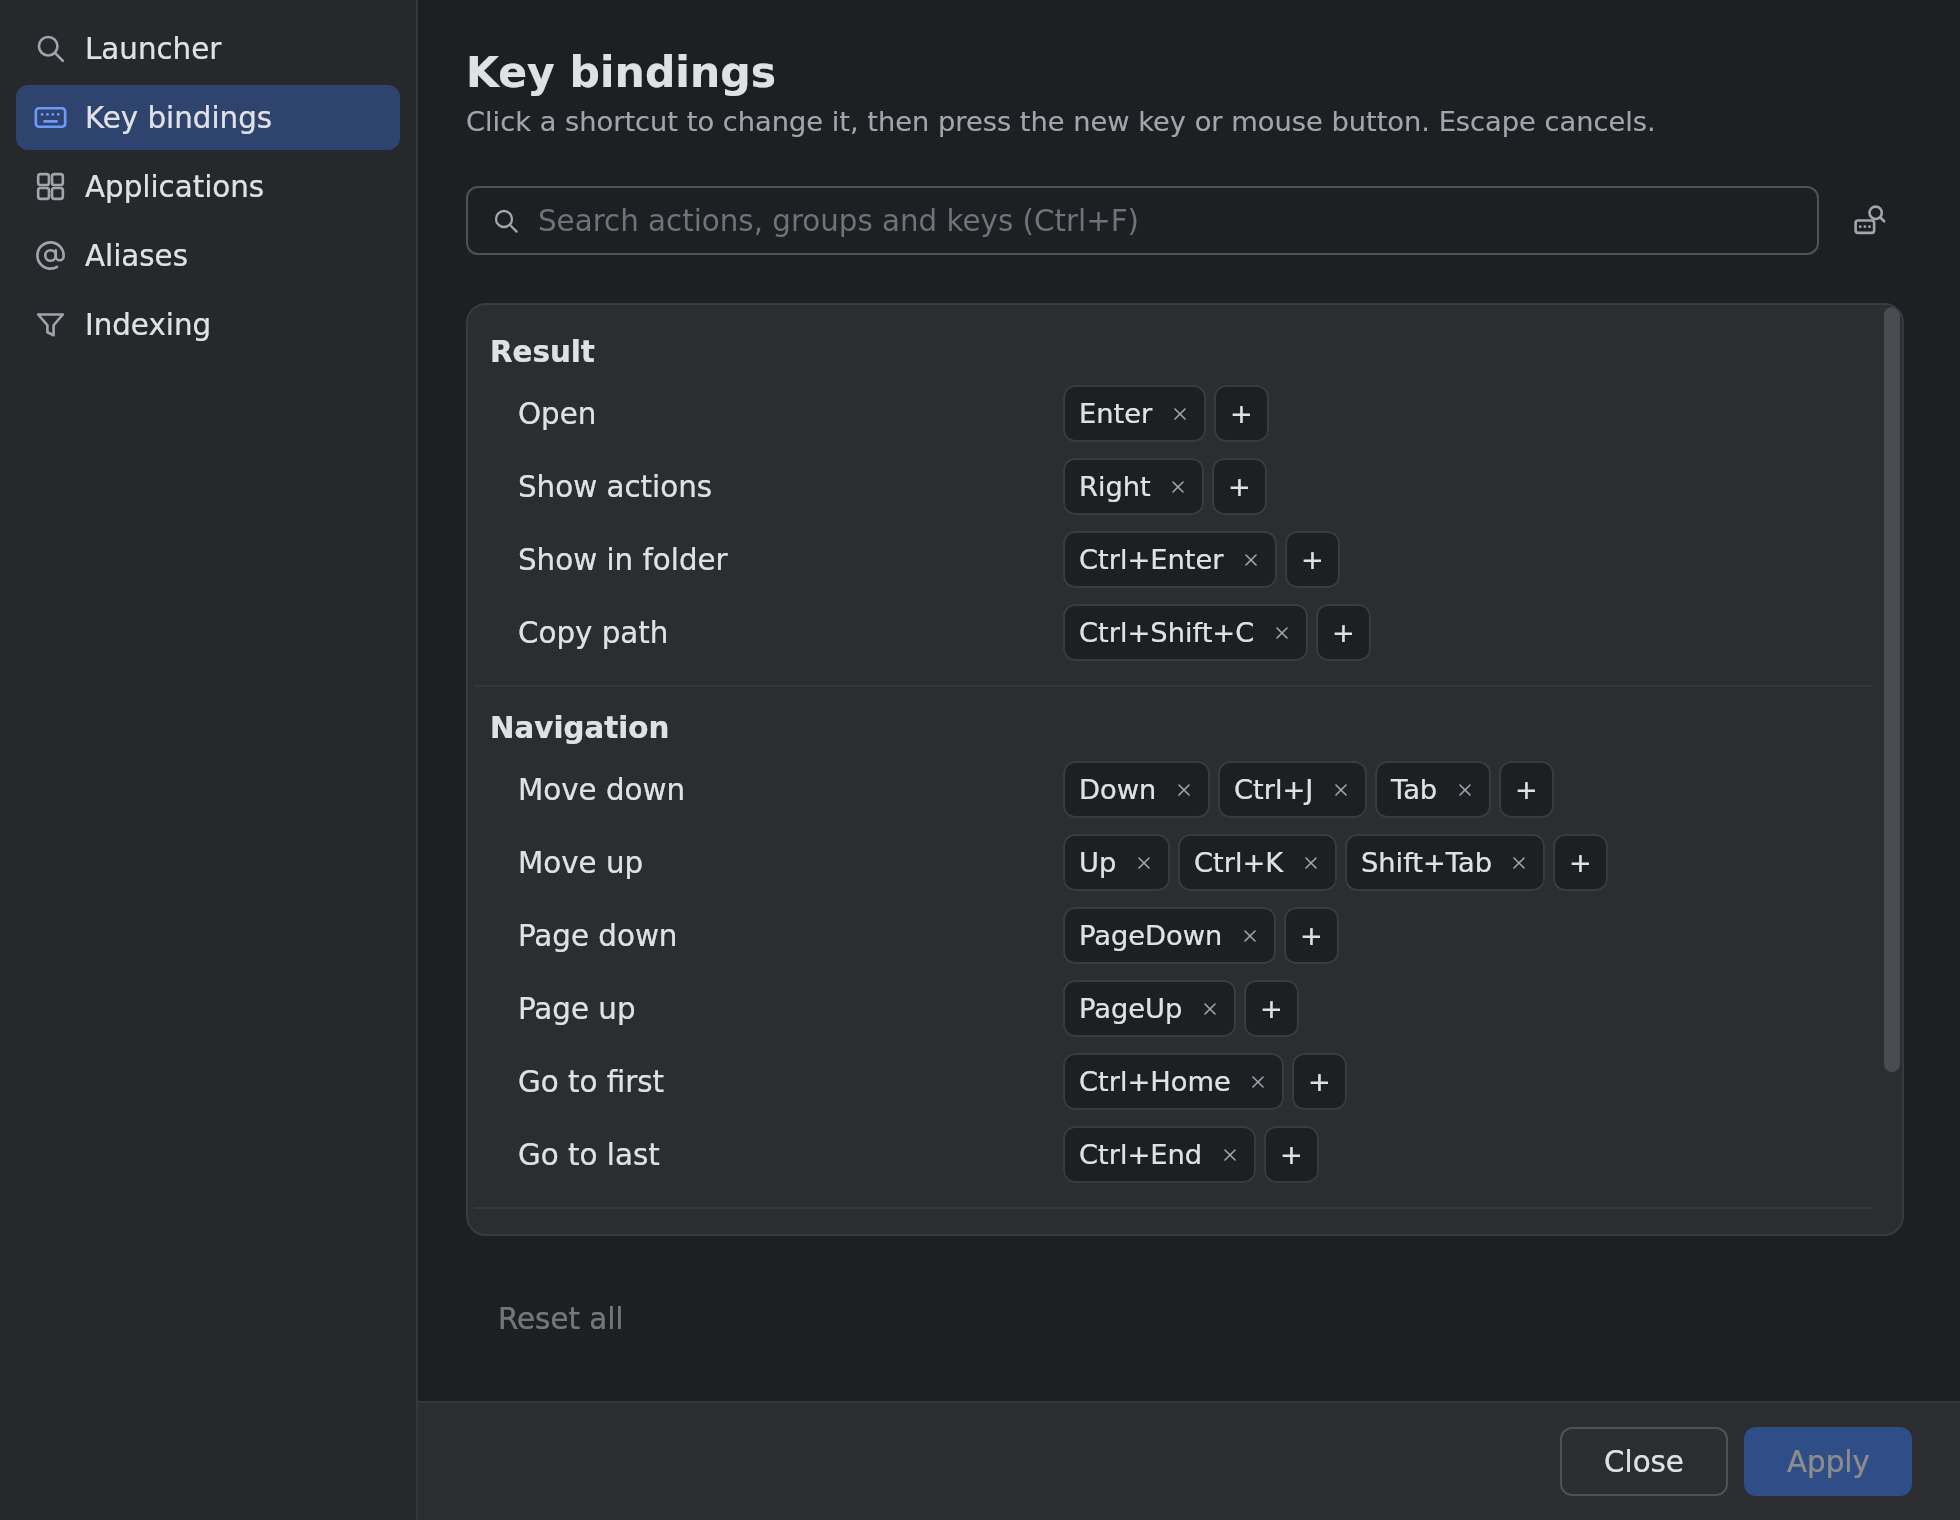 Launcher
Key bindings
Applications
Aliases
Indexing
Key bindings
Click a shortcut to change it, then press the new key or mouse button. Escape cancels.
Search actions, groups and keys (Ctrl+F)
Result
Open Enter × +
Show actions Right × +
Show in folder Ctrl+Enter × +
Copy path Ctrl+Shift+C × +
Navigation
Move down Down × Ctrl+J × Tab × +
Move up Up × Ctrl+K × Shift+Tab × +
Page down PageDown × +
Page up PageUp × +
Go to first Ctrl+Home × +
Go to last Ctrl+End × +
Reset all
Close Apply